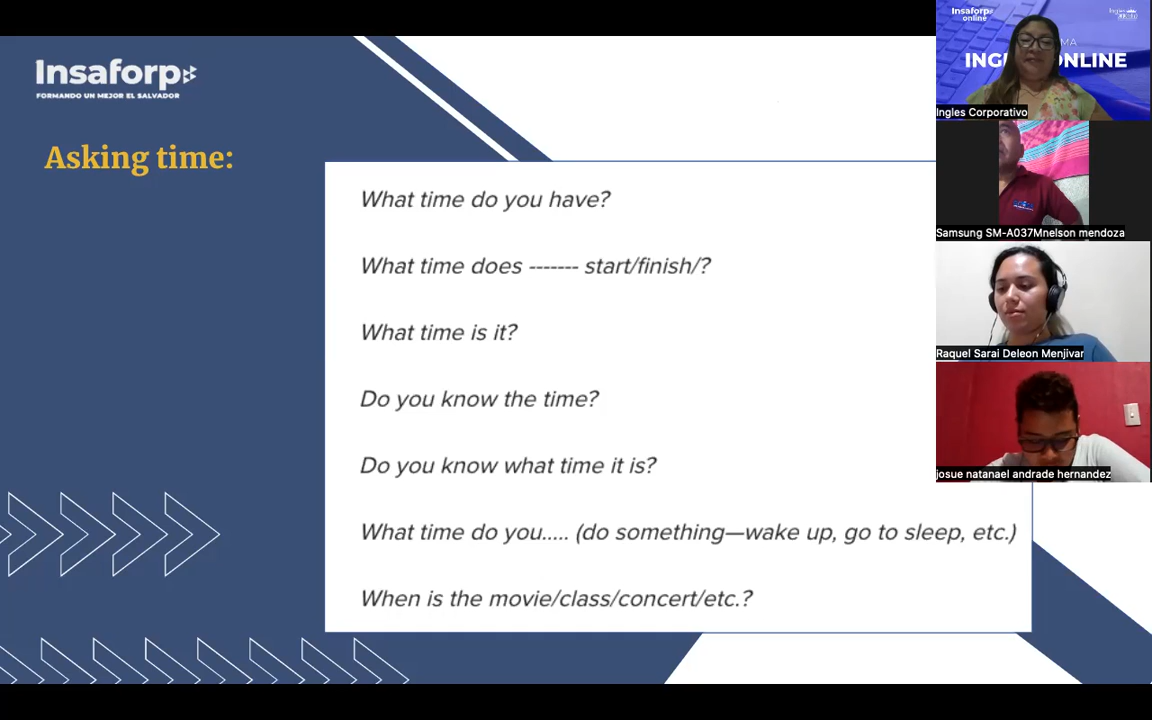 Insaforp
FORMANDO UN MEJOR EL SALVADOR
Asking time:
What time do you have?
What time does ------- start/finish/?
What time is it?
Do you know the time?
Do you know what time it is?
What time do you..... (do something—wake up, go to sleep, etc.)
When is the movie/class/concert/etc.?
Insaforp
online
Ingles Corporativo
Samsung SM-A037Mnelson mendoza
Raquel Sarai Deleon Menjivar
josue natanael andrade hernandez